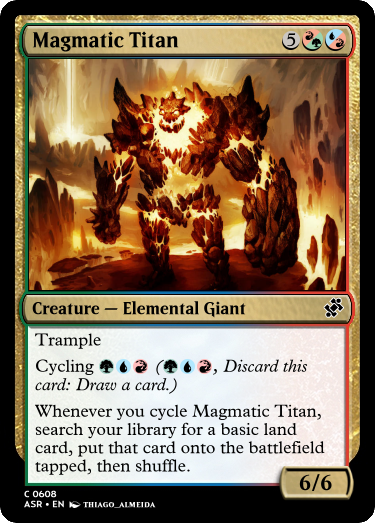 Magmatic Titan 5
Creature — Elemental Giant
Trample
Cycling (, Discard this
card: Draw a card.)
Whenever you cycle Magmatic Titan,
search your library for a basic land
card, put that card onto the battlefield
tapped, then shuffle.
6/6
C 0608
ASR • EN THIAGO_ALMEIDA